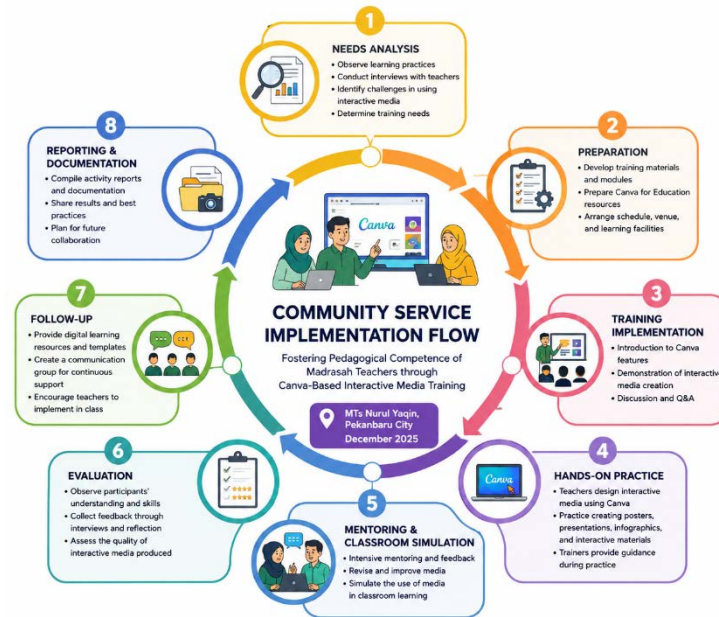 1
NEEDS ANALYSIS
• Observe learning practices
• Conduct interviews with teachers
• Identify challenges in using
interactive media
• Determine training needs
2
PREPARATION
• Develop training materials
and modules
• Prepare Canva for Education
resources
• Arrange schedule, venue,
and learning facilities
3
TRAINING
IMPLEMENTATION
• Introduction to Canva
features
• Demonstration of interactive
media creation
• Discussion and Q&A
4
HANDS-ON PRACTICE
Canva
• Teachers design interactive
media using Canva
• Practice creating posters,
presentations, infographics,
and interactive materials
• Trainers provide guidance
during practice
5
MENTORING &
CLASSROOM SIMULATION
• Intensive mentoring and feedback
• Revise and improve media
• Simulate the use of media
in classroom learning
6
EVALUATION
• Observe participants'
understanding and skills
• Collect feedback through
interviews and reflection
• Assess the quality of
interactive media produced
7
FOLLOW-UP
• Provide digital learning
resources and templates
• Create a communication
group for continuous
support
• Encourage teachers to
implement in class
8
REPORTING &
DOCUMENTATION
• Compile activity reports
and documentation
• Share results and best
practices
• Plan for future
collaboration
Canva
COMMUNITY SERVICE
IMPLEMENTATION FLOW
Fostering Pedagogical Competence of
Madrasah Teachers through
Canva-Based Interactive Media Training
MTs Nurul Yaqin,
Pekanbaru City
December 2025